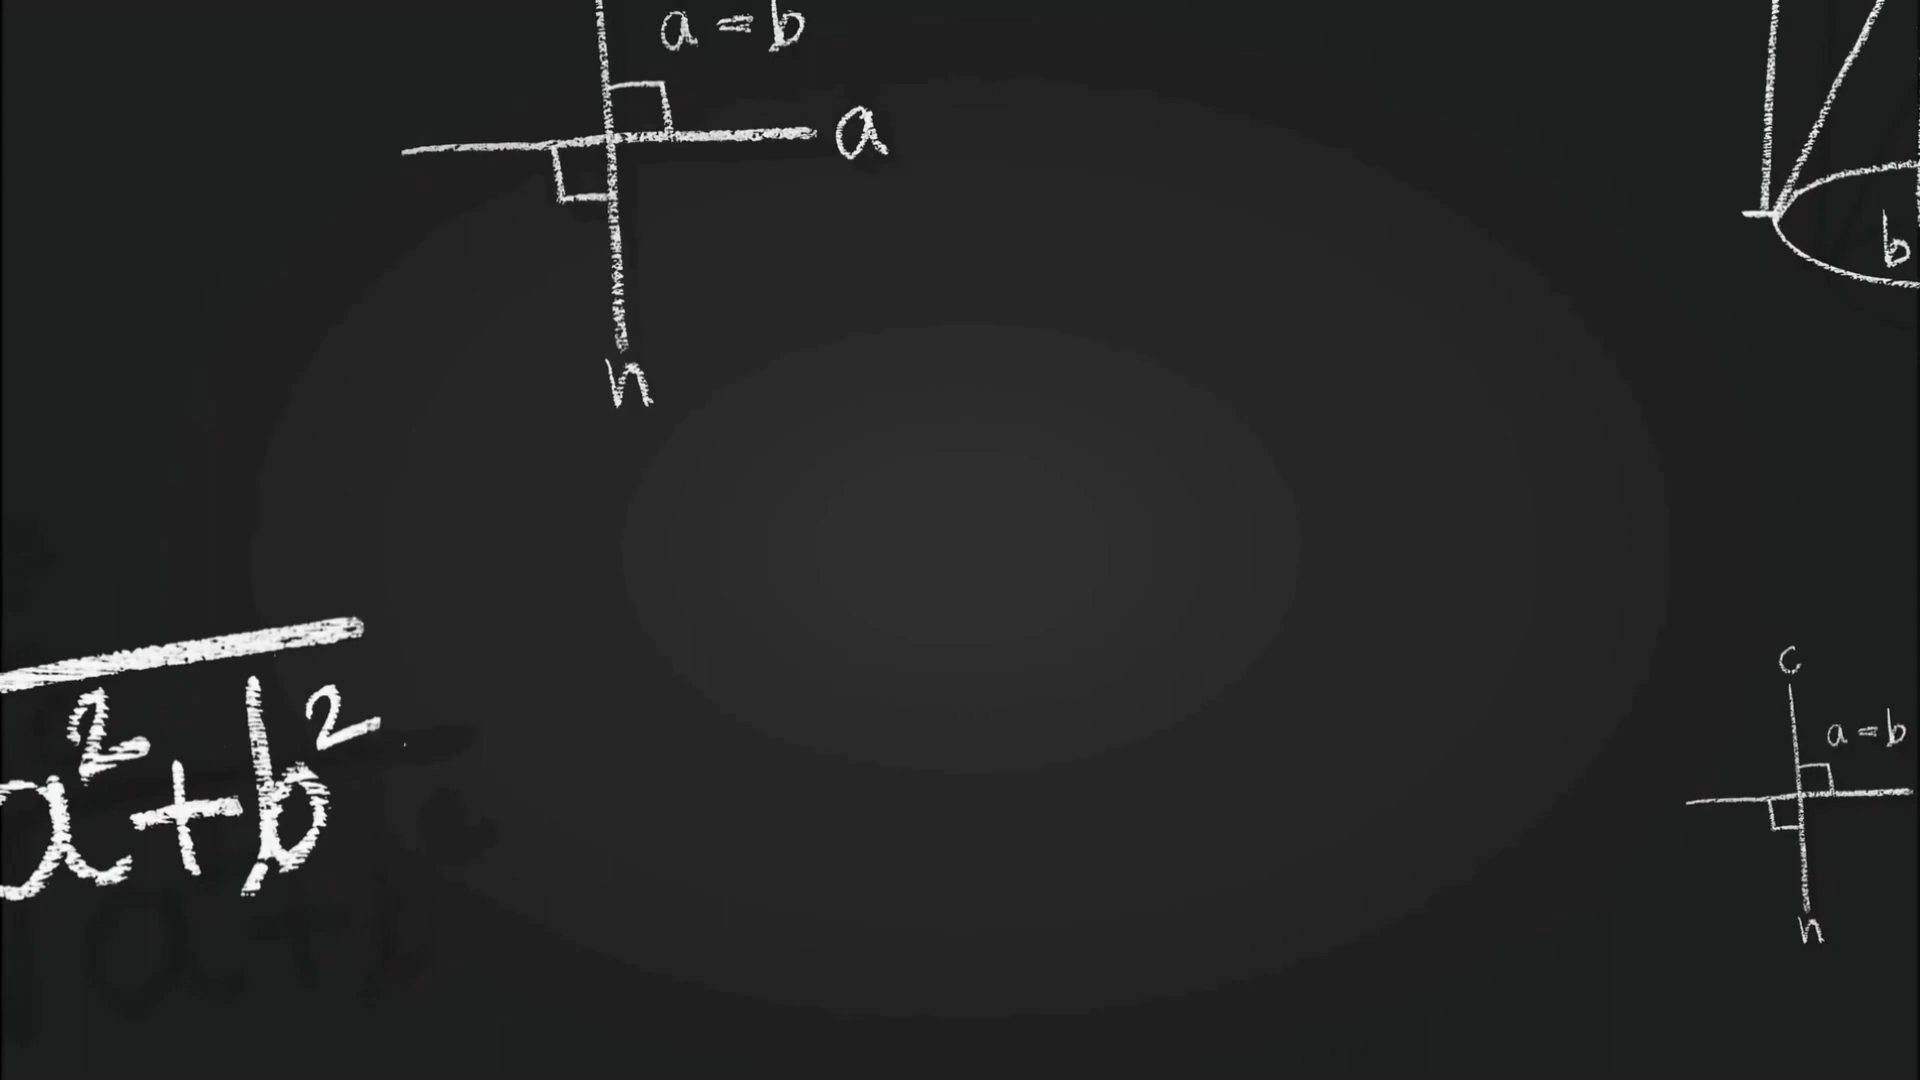 a = b
a
n
b
a²+b²
c
a = b
n